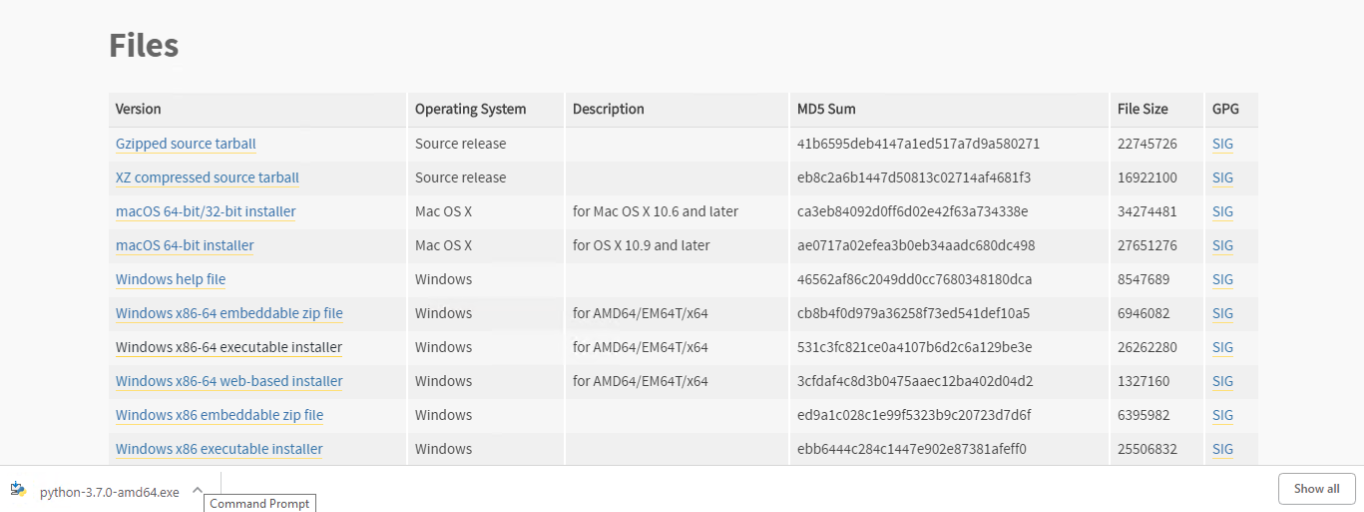 Files
Version Operating System Description MD5 Sum File Size GPG
Gzipped source tarball Source release 41b6595deb4147a1ed517a7d9a580271 22745726 SIG
XZ compressed source tarball Source release eb8c2a6b1447d50813c02714af4681f3 16922100 SIG
macOS 64-bit/32-bit installer Mac OS X for Mac OS X 10.6 and later ca3eb84092d0ff6d02e42f63a734338e 34274481 SIG
macOS 64-bit installer Mac OS X for OS X 10.9 and later ae0717a02efea3b0eb34aadc680dc498 27651276 SIG
Windows help file Windows 46562af86c2049dd0cc7680348180dca 8547689 SIG
Windows x86-64 embeddable zip file Windows for AMD64/EM64T/x64 cb8b4f0d979a36258f73ed541def10a5 6946082 SIG
Windows x86-64 executable installer Windows for AMD64/EM64T/x64 531c3fc821ce0a4107b6d2c6a129be3e 26262280 SIG
Windows x86-64 web-based installer Windows for AMD64/EM64T/x64 3cfdaf4c8d3b0475aaec12ba402d04d2 1327160 SIG
Windows x86 embeddable zip file Windows ed9a1c028c1e99f5323b9c20723d7d6f 6395982 SIG
Windows x86 executable installer Windows ebb6444c284c1447e902e87381afeff0 25506832 SIG
python-3.7.0-amd64.exe Show all
Command Prompt